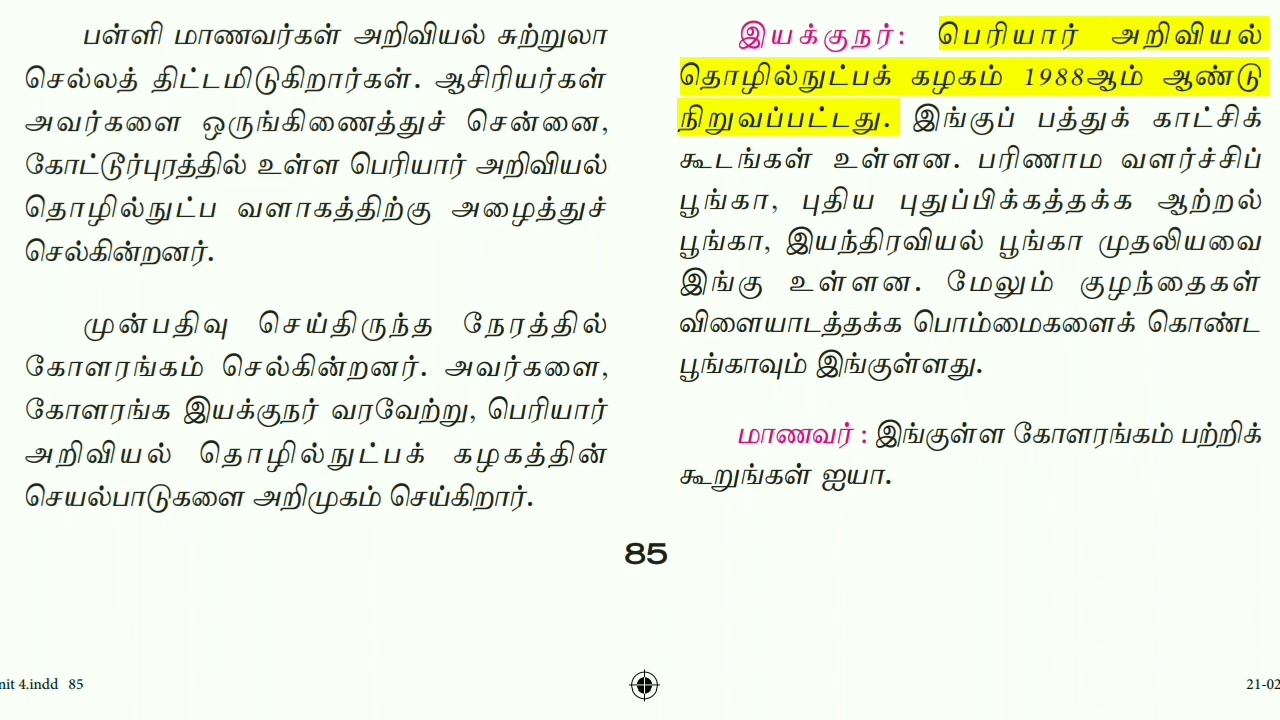 பள்ளி மாணவர்கள் அறிவியல் சுற்றுலா
செல்லத் திட்டமிடுகிறார்கள். ஆசிரியர்கள்
அவர்களை ஒருங்கிணைத்துச் சென்னை,
கோட்டூர்புரத்தில் உள்ள பெரியார் அறிவியல்
தொழில்நுட்ப வளாகத்திற்கு அழைத்துச்
செல்கின்றனர்.
முன்பதிவு செய்திருந்த நேரத்தில்
கோளரங்கம் செல்கின்றனர். அவர்களை,
கோளரங்க இயக்குநர் வரவேற்று, பெரியார்
அறிவியல் தொழில்நுட்பக் கழகத்தின்
செயல்பாடுகளை அறிமுகம் செய்கிறார்.
இயக்குநர்: பெரியார் அறிவியல்
தொழில்நுட்பக் கழகம் 1988ஆம் ஆண்டு
நிறுவப்பட்டது. இங்குப் பத்துக் காட்சிக்
கூடங்கள் உள்ளன. பரிணாம வளர்ச்சிப்
பூங்கா, புதிய புதுப்பிக்கத்தக்க ஆற்றல்
பூங்கா, இயந்திரவியல் பூங்கா முதலியவை
இங்கு உள்ளன. மேலும் குழந்தைகள்
விளையாடத்தக்க பொம்மைகளைக் கொண்ட
பூங்காவும் இங்குள்ளது.
மாணவர் : இங்குள்ள கோளரங்கம் பற்றிக்
கூறுங்கள் ஐயா.
85
nit 4.indd 85
21-02